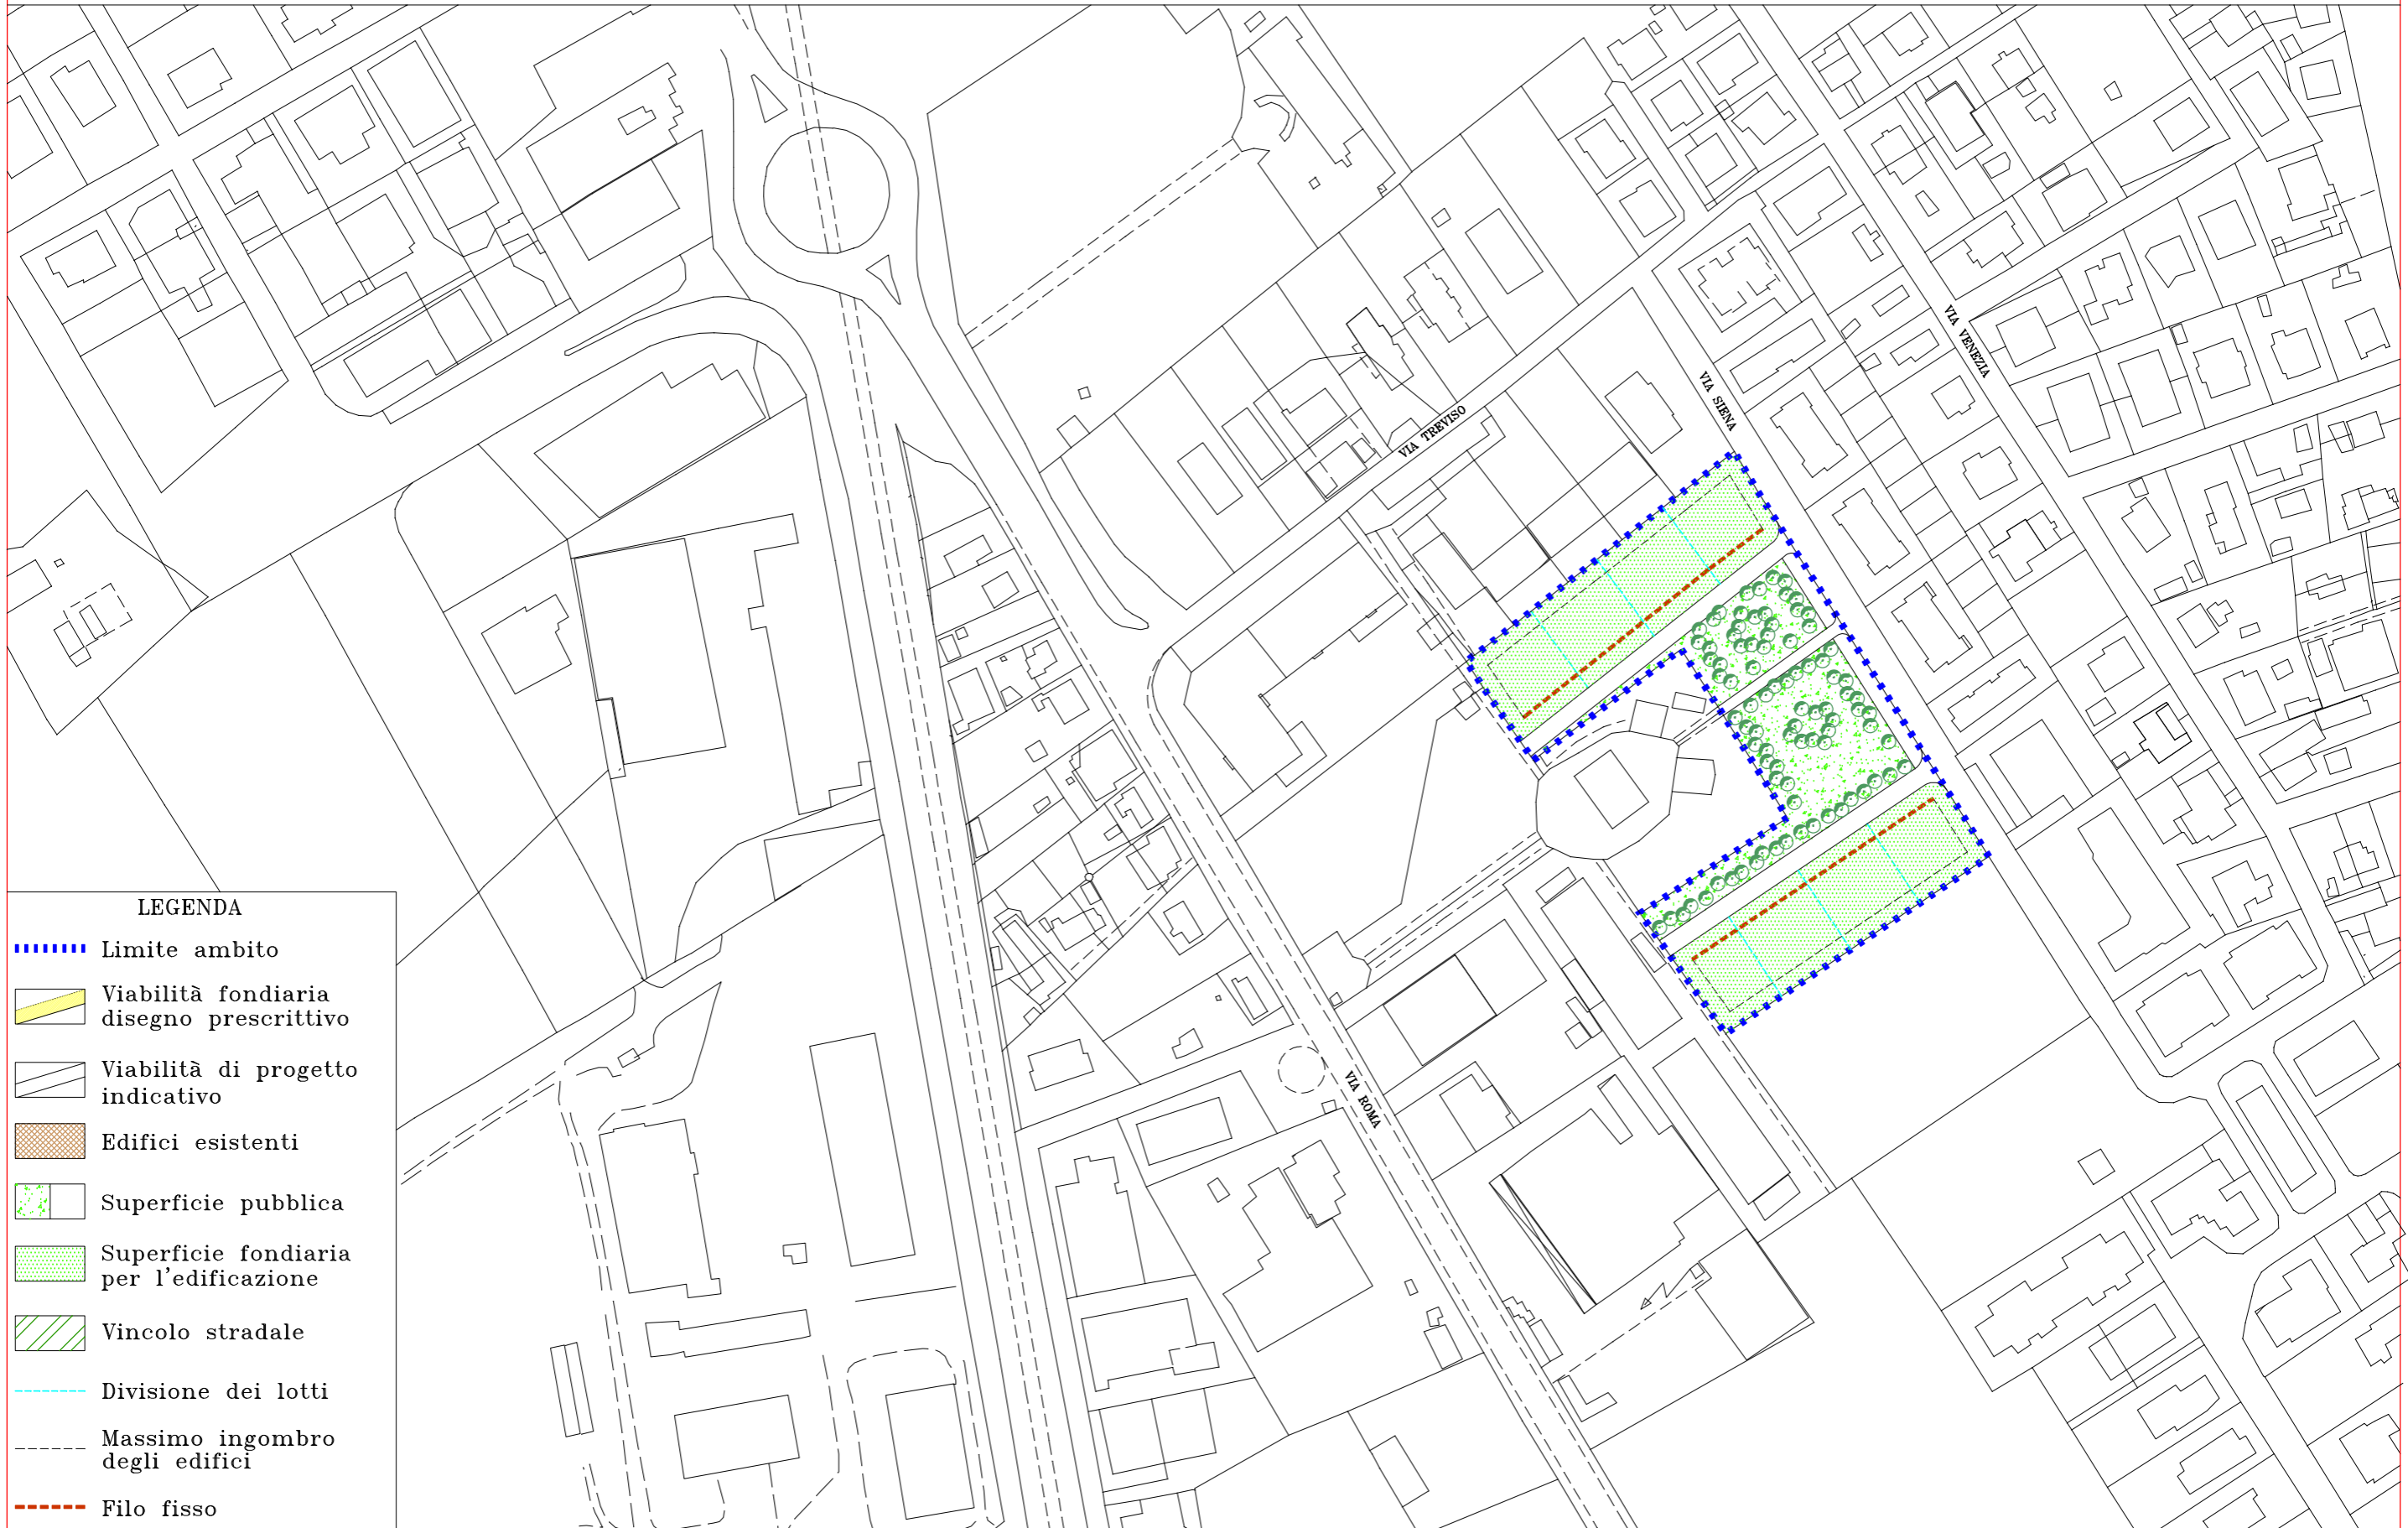 VIA VENEZIA
VIA SIENA
VIA TREVISO
VIA ROMA
LEGENDA
Limite ambito
Viabilità fondiaria
disegno prescrittivo
Viabilità di progetto
indicativo
Edifici esistenti
Superficie pubblica
Superficie fondiaria
per l'edificazione
Vincolo stradale
Divisione dei lotti
Massimo ingombro
degli edifici
Filo fisso